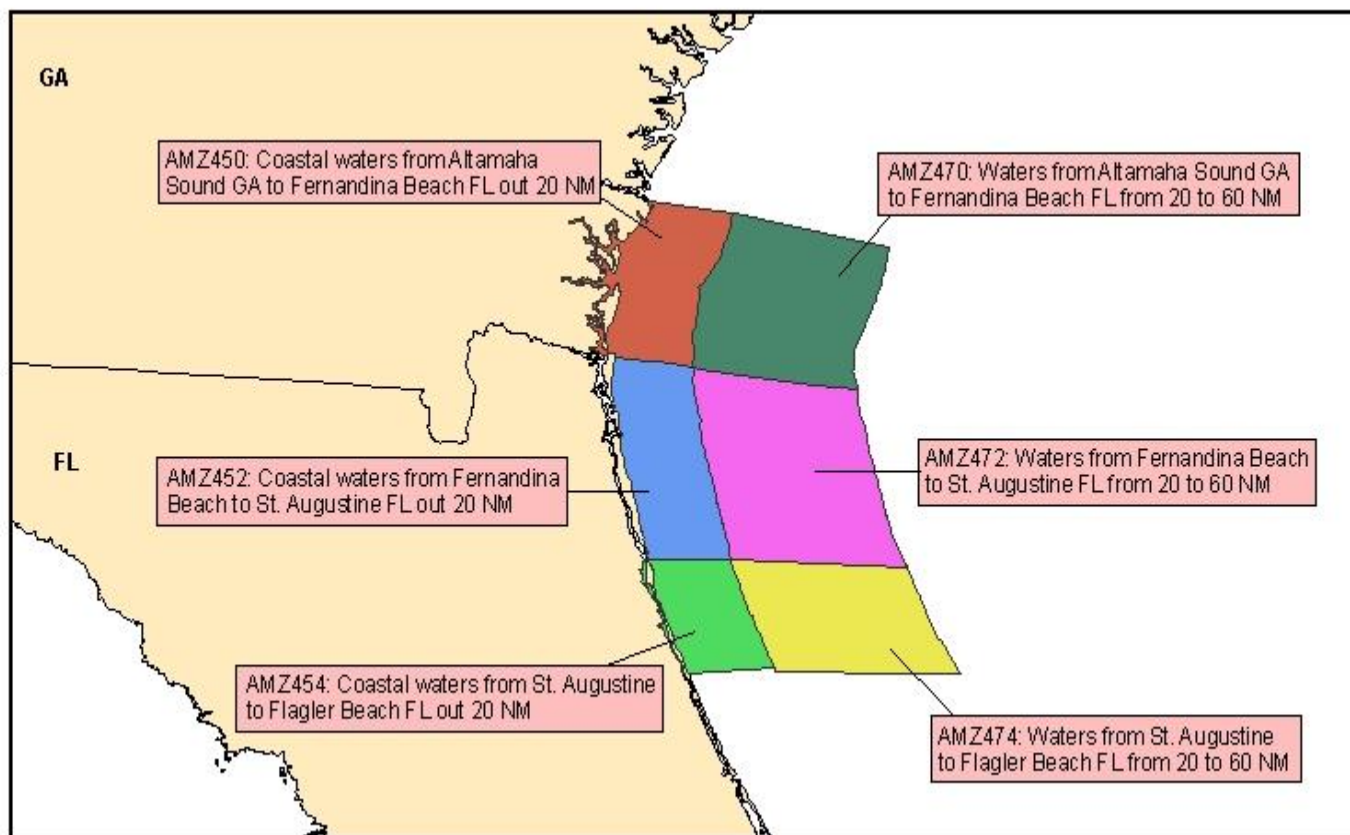 GA
AMZ450: Coastal waters from Altamaha
Sound GA to Fernandina Beach FL out 20 NM
AMZ470: Waters from Altamaha Sound GA
to Fernandina Beach FL from 20 to 60 NM
FL
AMZ452: Coastal waters from Fernandina
Beach to St. Augustine FL out 20 NM
AMZ472: Waters from Fernandina Beach
to St. Augustine FL from 20 to 60 NM
AMZ454: Coastal waters from St. Augustine
to Flagler Beach FL out 20 NM
AMZ474: Waters from St. Augustine
to Flagler Beach FL from 20 to 60 NM